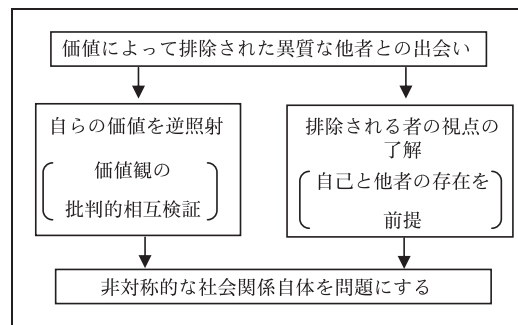 価値によって排除された異質な他者との出会い
自らの価値を逆照射
価値観の
批判的相互検証
排除される者の視点の
了解
自己と他者の存在を
前提
非対称的な社会関係自体を問題にする